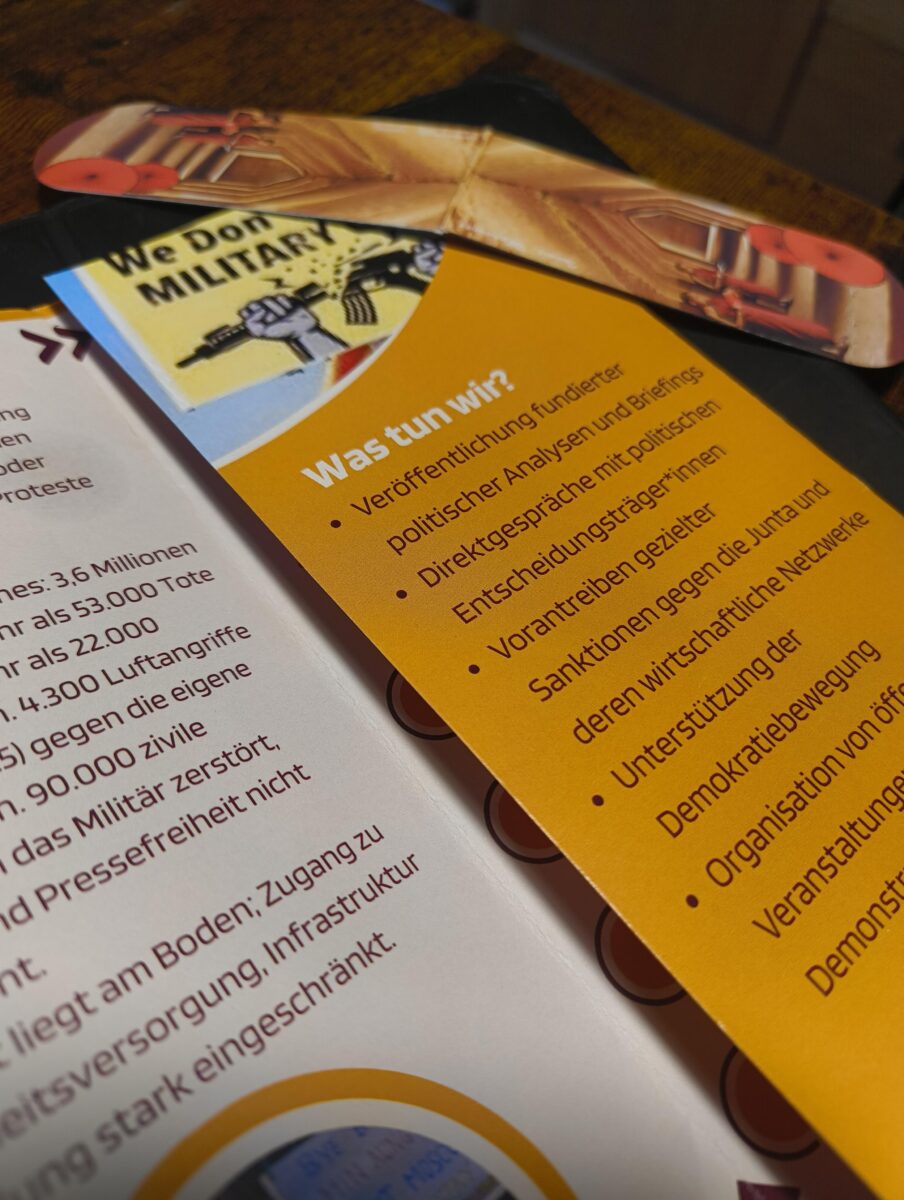 We Don
MILITARY
ng
en
oder
Proteste
nes: 3,6 Millionen
hr als 53.000 Tote
hr als 22.000
n. 4.300 Luftangriffe
5) gegen die eigene
n. 90.000 zivile
das Militär zerstört,
nd Pressefreiheit nicht
nt.
t liegt am Boden; Zugang zu
eitsversorgung, Infrastruktur
ung stark eingeschränkt.
Was tun wir?
• Veröffentlichung fundierter
politischer Analysen und Briefings
• Direktgespräche mit politischen
Entscheidungsträger*innen
• Vorantreiben gezielter
Sanktionen gegen die Junta und
deren wirtschaftliche Netzwerke
• Unterstützung der
Demokratiebewegung
• Organisation von öffe
Veranstaltungen
Demonstr